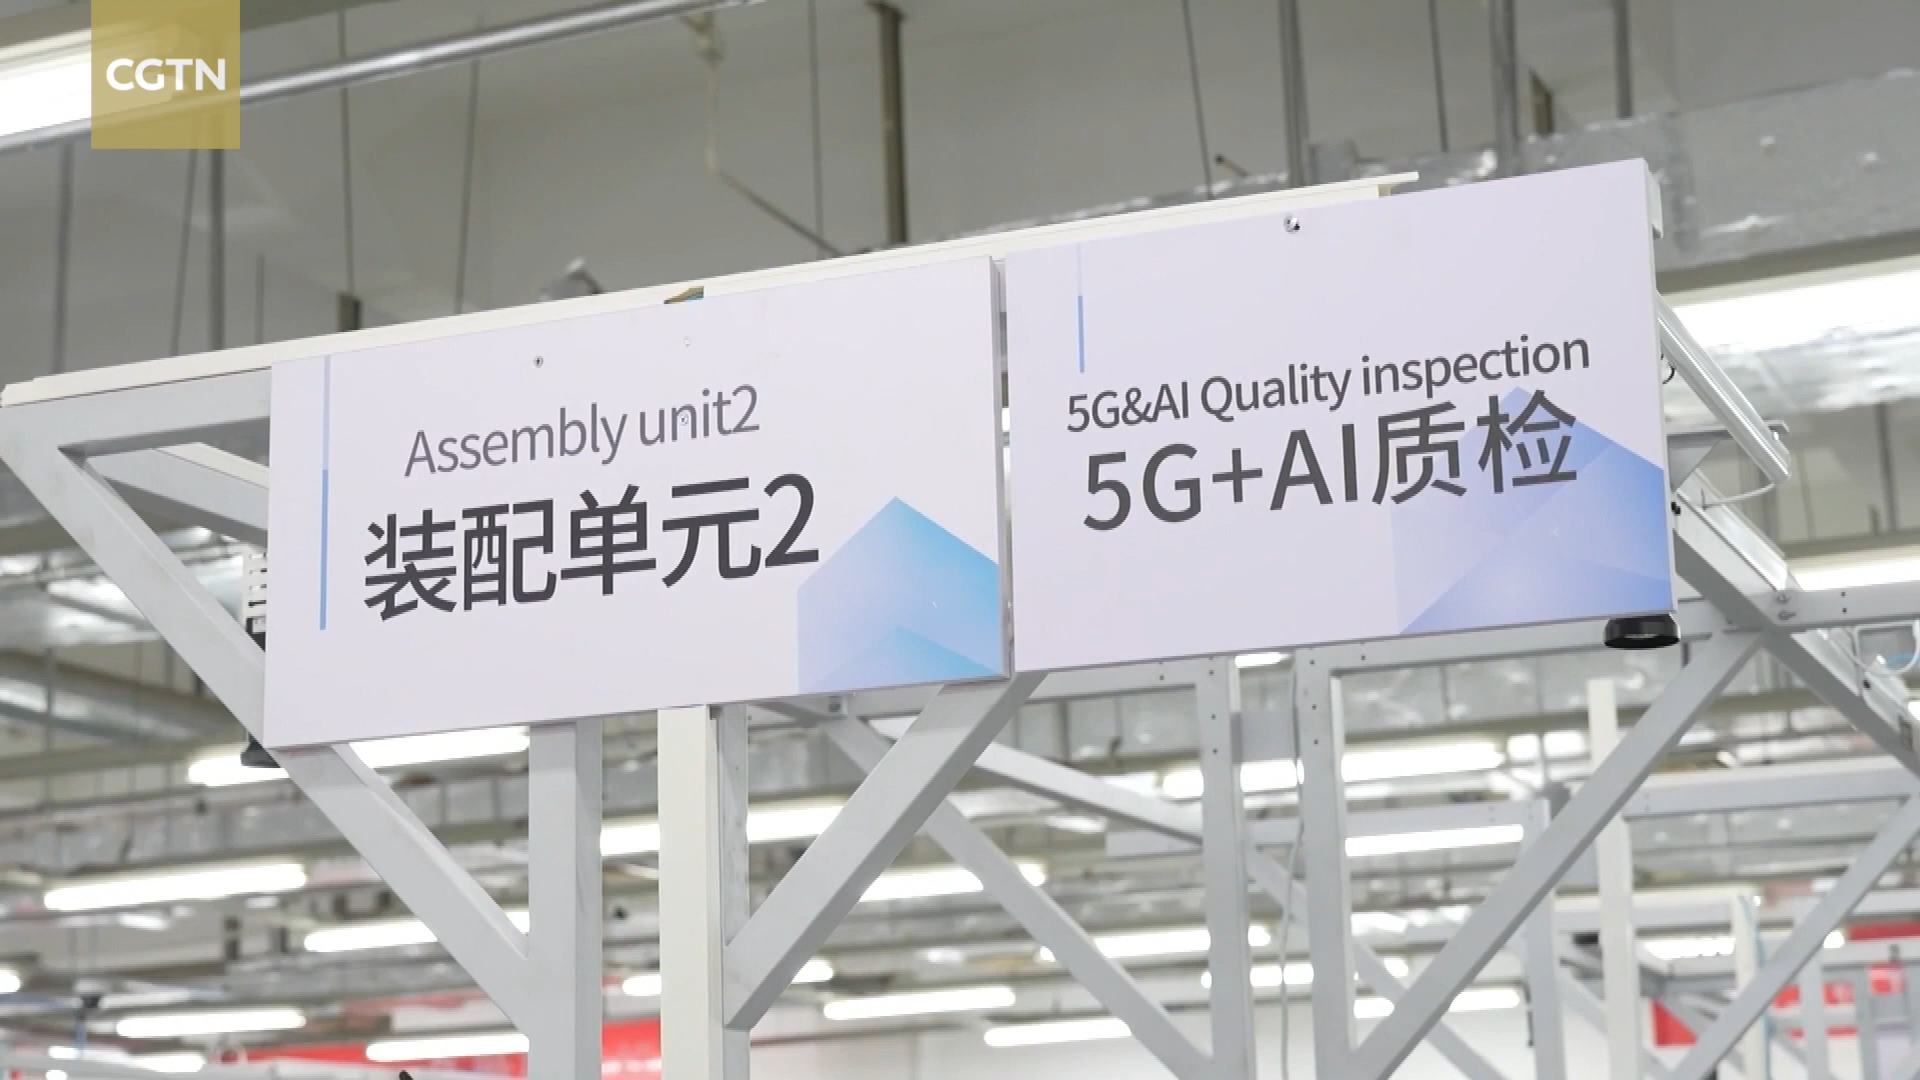 CGTN
Assembly unit2
装配单元2
5G&AI Quality inspection
5G+AI质检